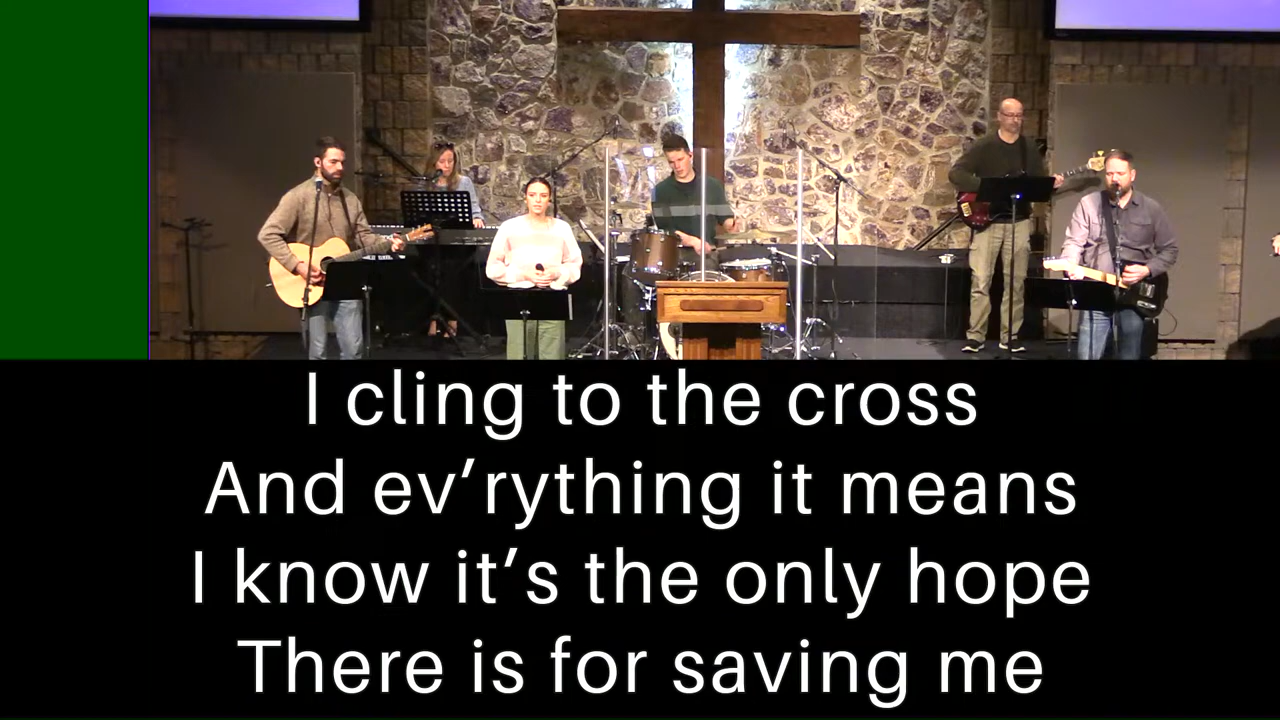 I cling to the cross
And ev’rything it means
I know it’s the only hope
There is for saving me